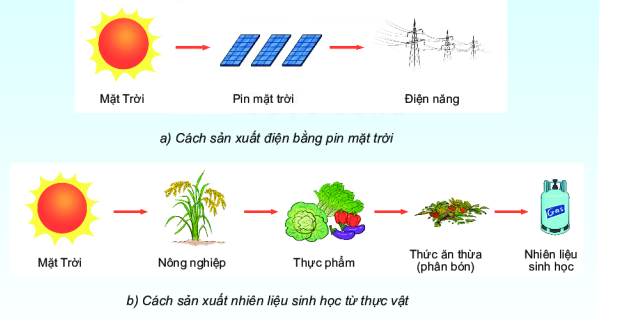 Mặt Trời
Pin mặt trời
Điện năng
a) Cách sản xuất điện bằng pin mặt trời
Mặt Trời
Nông nghiệp
Thực phẩm
Thức ăn thừa
(phân bón)
Gas
Nhiên liệu
sinh học
b) Cách sản xuất nhiên liệu sinh học từ thực vật